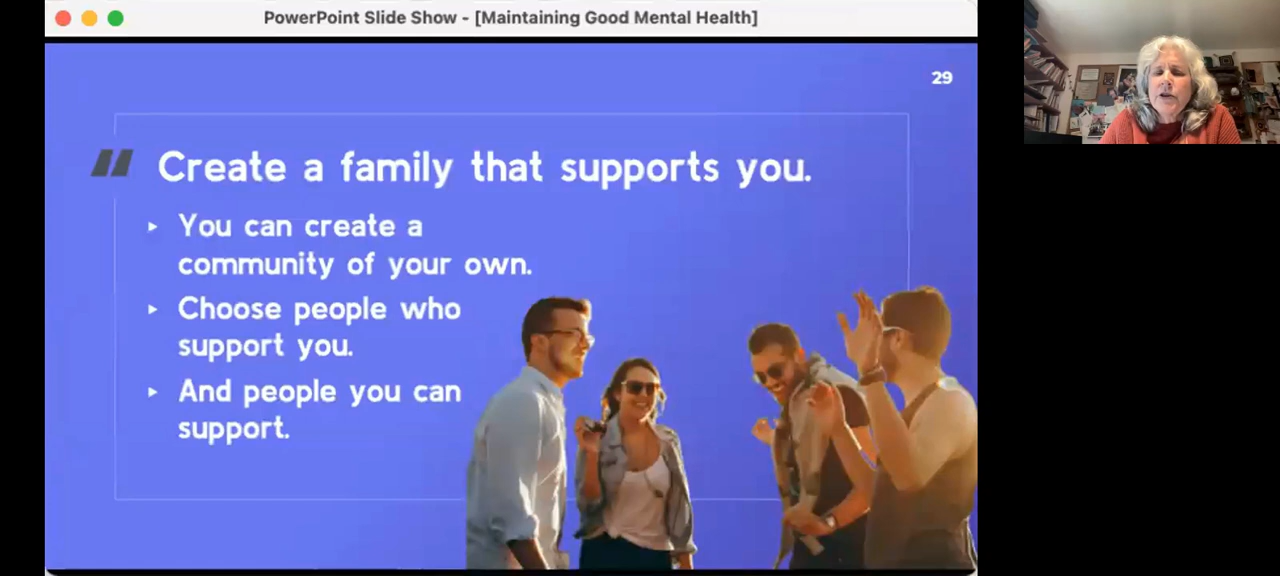 PowerPoint Slide Show - [Maintaining Good Mental Health]
29
" Create a family that supports you.
▸ You can create a
community of your own.
▸ Choose people who
support you.
▸ And people you can
support.